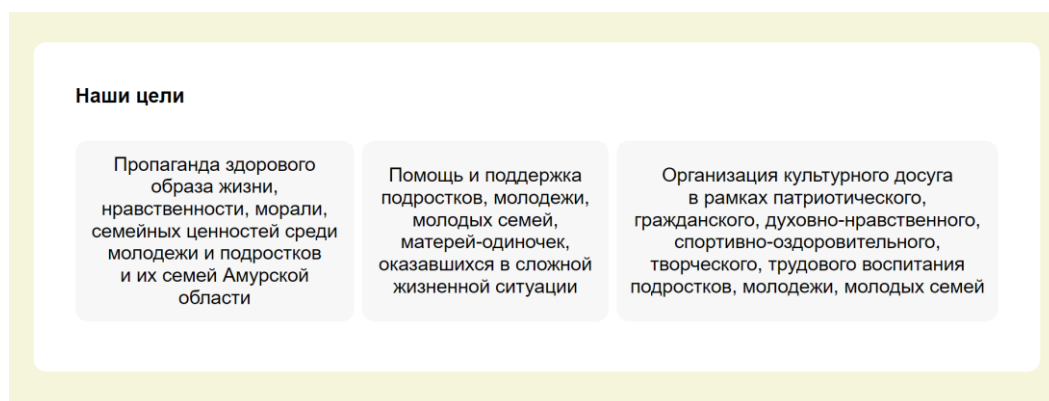 Наши цели
Пропаганда здорового
образа жизни,
нравственности, морали,
семейных ценностей среди
молодежи и подростков
и их семей Амурской
области
Помощь и поддержка
подростков, молодежи,
молодых семей,
матерей-одиночек,
оказавшихся в сложной
жизненной ситуации
Организация культурного досуга
в рамках патриотического,
гражданского, духовно-нравственного,
спортивно-оздоровительного,
творческого, трудового воспитания
подростков, молодежи, молодых семей